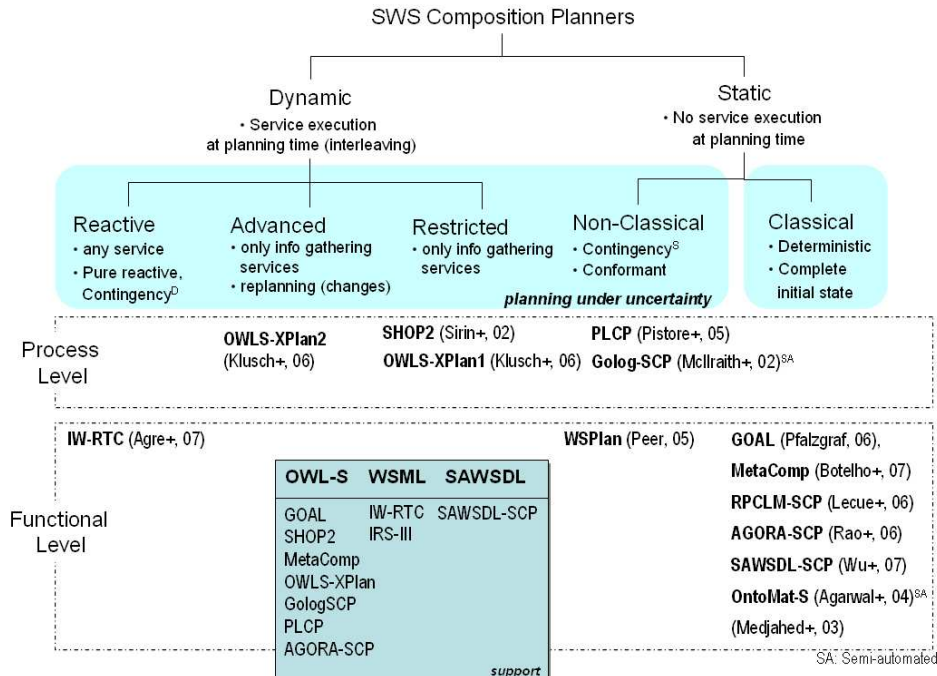 SWS Composition Planners
Dynamic
• Service execution
at planning time (interleaving)
Static
• No service execution
at planning time
Reactive
• any service
• Pure reactive,
ContingencyD
Advanced
• only info gathering
services
• replanning (changes)
Restricted
• only info gathering
services
Non-Classical
• ContingencyS
• Conformant
Classical
• Deterministic
• Complete
initial state
planning under uncertainty
Process
Level
OWLS-XPlan2
(Klusch+, 06)
SHOP2 (Sirin+, 02)
OWLS-XPlan1 (Klusch+, 06)
PLCP (Pistore+, 05)
Golog-SCP (McIlraith+, 02)SA
Functional
Level
IW-RTC (Agre+, 07)
WSPlan (Peer, 05)
GOAL (Pfalzgraf, 06),
MetaComp (Botelho+, 07)
RPCLM-SCP (Lecue+, 06)
AGORA-SCP (Rao+, 06)
SAWSDL-SCP (Wu+, 07)
OntoMat-S (Agarwal+, 04)SA
(Medjahed+, 03)
OWL-S WSML SAWSDL
GOAL IW-RTC SAWSDL-SCP
SHOP2 IRS-III
MetaComp
OWLS-XPlan
GologSCP
PLCP
AGORA-SCP
support
SA: Semi-automated